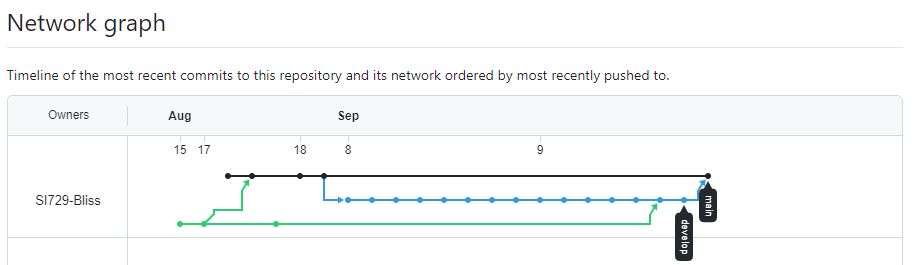 Network graph
Timeline of the most recent commits to this repository and its network ordered by most recently pushed to.
Owners Aug Sep
15 17 18 8 9
SI729-Bliss
main
develop